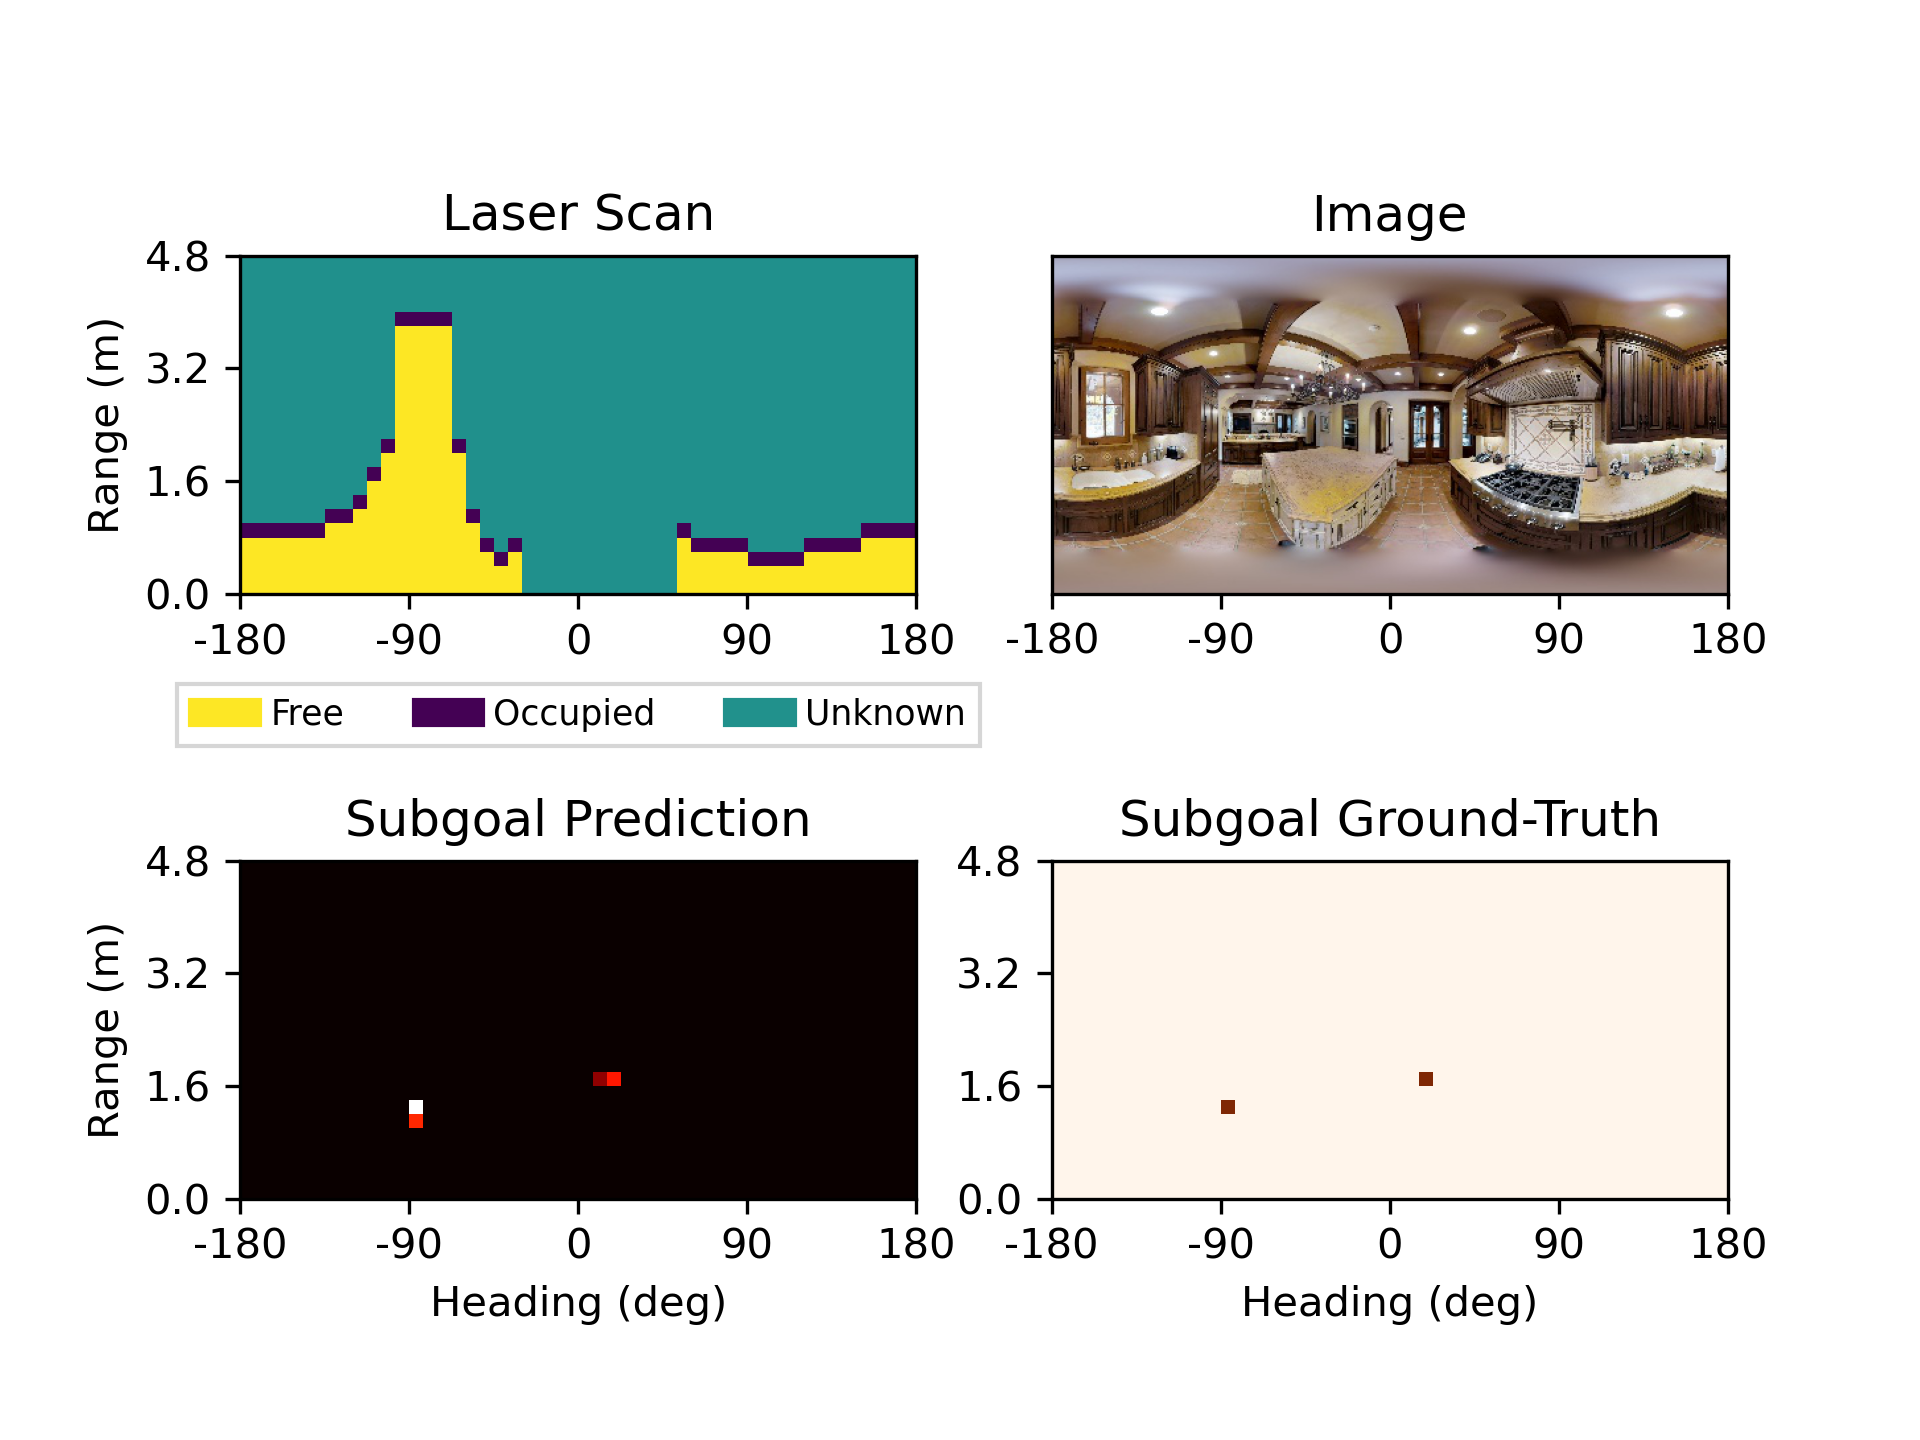 Laser Scan
Image
Range (m)
4.8
3.2
1.6
0.0
-180 -90 0 90 180
-180 -90 0 90 180
Free Occupied Unknown
Subgoal Prediction
Subgoal Ground-Truth
Range (m)
4.8
3.2
1.6
0.0
-180 -90 0 90 180
Heading (deg)
4.8
3.2
1.6
0.0
-180 -90 0 90 180
Heading (deg)